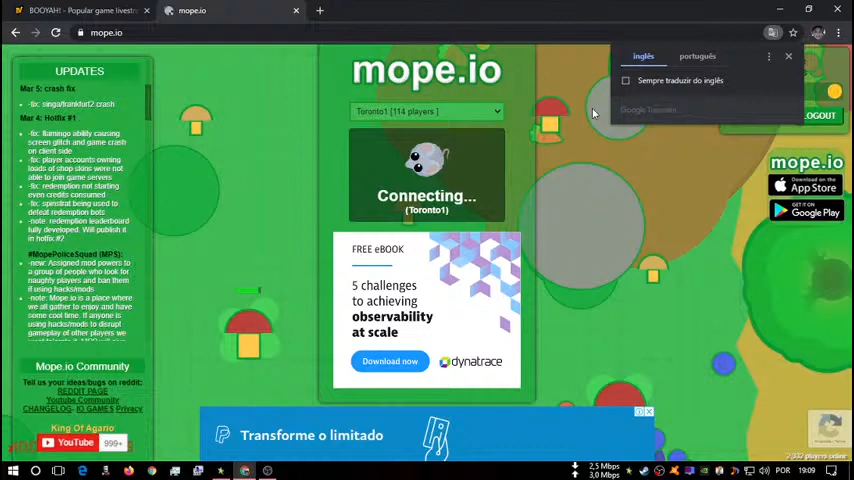 BOOYAH! - Popular game livestre
mope.io
mope.io
inglês
português
Sempre traduzir do inglês
Google Tradutor
UPDATES
Mar 5: crash fix
-fix: singa/frankfurt2 crash
Mar 4: Hotfix #1
-fix: flamingo ability causing
screen glitch and game crash
on client side
-fix: player accounts owning
loads of shop skins were not
able to join game servers
-fix: redemption not starting
even credits consumed
-fix: spinstrat being used to
defeat redemption bots
-note: redemption leaderboard
fully developed. Will publish it
in hotfix #2
#MopePoliceSquad (MPS):
-new: Assigned mod powers to
a group of people who look for
naughty players and ban them
if using hacks/mods
-note: Mope.io is a place where
we all gather to enjoy and have
some cool time. If anyone is
using hacks/mods to disrupt
gameplay of other players we
Mope.io Community
Tell us your ideas/bugs on reddit:
REDDIT PAGE
Youtube Community
CHANGELOG- IO GAMES Privacy
King Of Agario
YouTube 999+
mope.io
Toronto1 [114 players ]
Connecting...
(Toronto1)
FREE eBOOK
5 challenges
to achieving
observability
at scale
Download now
dynatrace
Transforme o limitado
LOGOUT
mope.io
Download on the
App Store
GET IT ON
Google Play
players online
2,5 Mbps
3,0 Mbps
POR
19:09